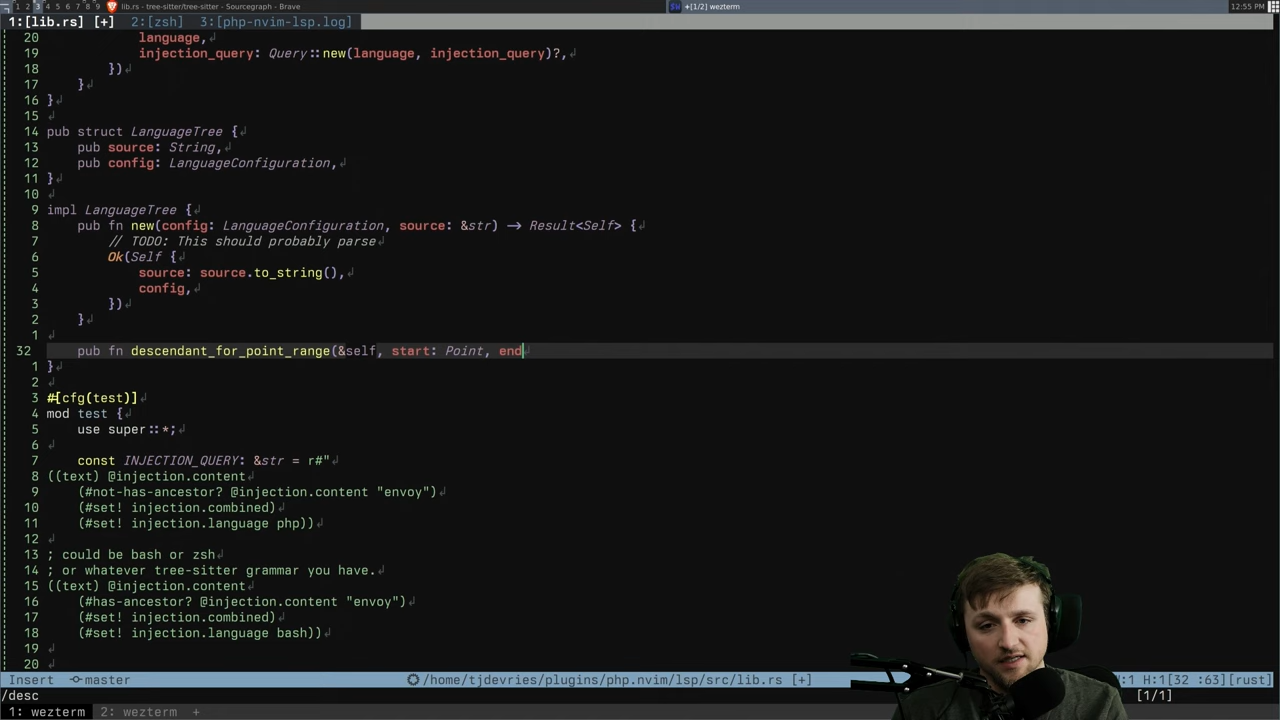 1 2 3 4 5 6 7 8 9 lib.rs - tree-sitter/tree-sitter - Sourcegraph - Brave +[1/2] wezterm 12:55 PM
1:[lib.rs] [+] 2:[zsh] 3:[php-nvim-lsp.log]
20 language,↲
19 injection_query: Query::new(language, injection_query)?,↲
18 })↲
17 }↲
16 }↲
15 ↲
14 pub struct LanguageTree {↲
13 pub source: String,↲
12 pub config: LanguageConfiguration,↲
11 }↲
10 ↲
9 impl LanguageTree {↲
8 pub fn new(config: LanguageConfiguration, source: &str) -> Result<Self> {↲
7 // TODO: This should probably parse↲
6 Ok(Self {↲
5 source: source.to_string(),↲
4 config,↲
3 })↲
2 }↲
1 ↲
32 pub fn descendant_for_point_range(&self, start: Point, end↲
1 }↲
2 ↲
3 #[cfg(test)]↲
4 mod test {↲
5 use super::*;↲
6 ↲
7 const INJECTION_QUERY: &str = r#"↲
8 ((text) @injection.content↲
9 (#not-has-ancestor? @injection.content "envoy")↲
10 (#set! injection.combined)↲
11 (#set! injection.language php))↲
12 ↲
13 ; could be bash or zsh↲
14 ; or whatever tree-sitter grammar you have.↲
15 ((text) @injection.content↲
16 (#has-ancestor? @injection.content "envoy")↲
17 (#set! injection.combined)↲
18 (#set! injection.language bash))↲
19 ↲
20 ↲
Insert master /home/tjdevries/plugins/php.nvim/lsp/src/lib.rs [+] W:1 H:1[32 :63][rust]
/desc [1/1]
1: wezterm 2: wezterm +